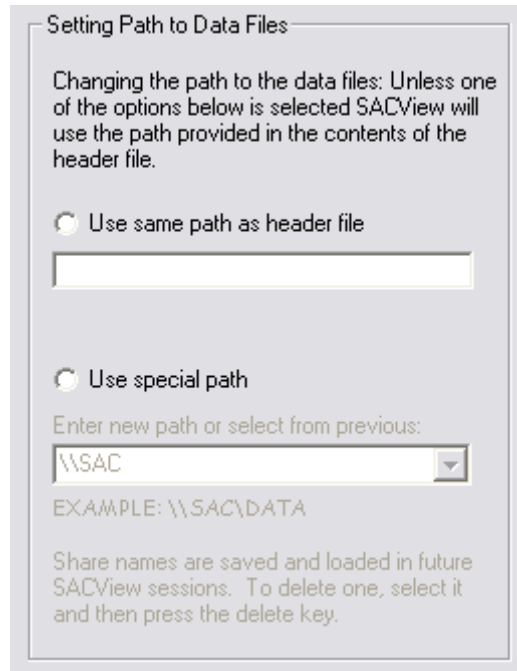 Setting Path to Data Files
Changing the path to the data files: Unless one
of the options below is selected SACView will
use the path provided in the contents of the
header file.
Use same path as header file
Use special path
Enter new path or select from previous:
\\SAC
EXAMPLE: \\SAC\DATA
Share names are saved and loaded in future
SACView sessions.  To delete one, select it
and then press the delete key.